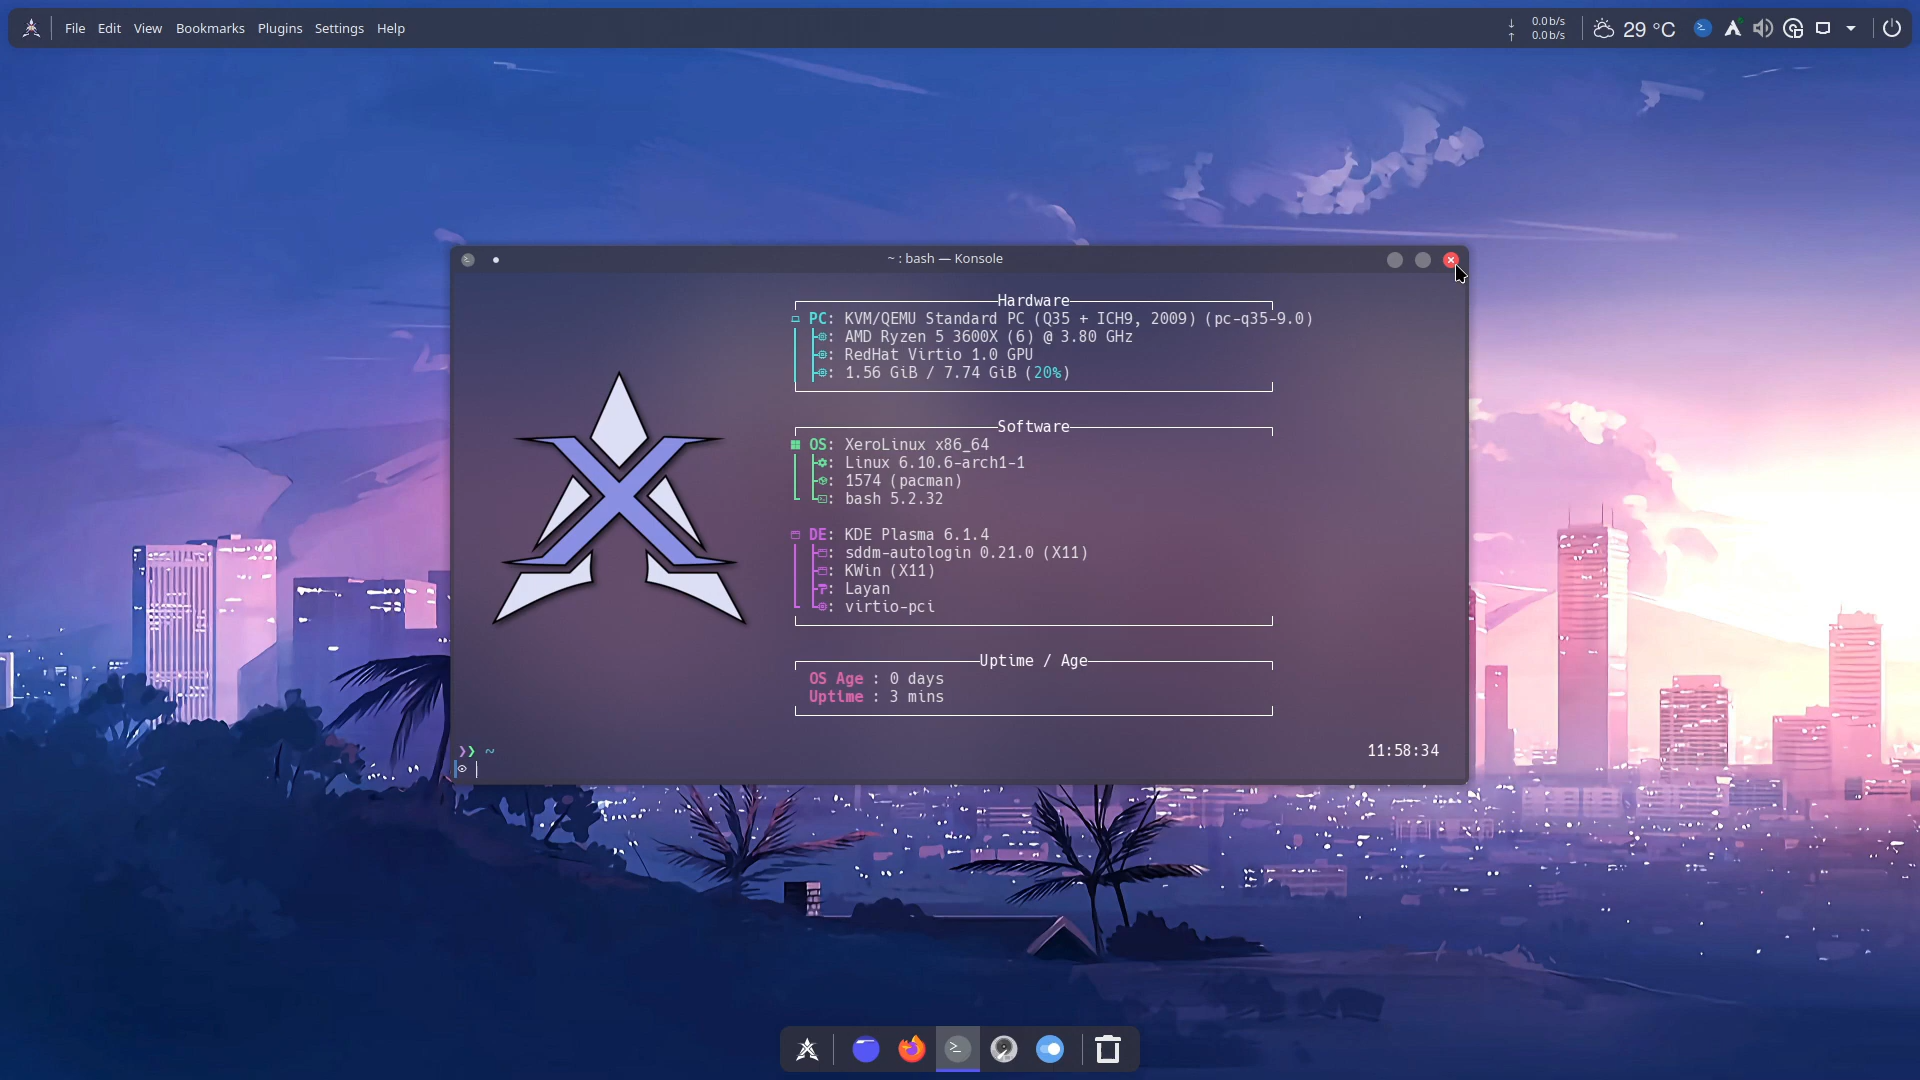 File Edit View Bookmarks Plugins Settings Help
↓ 0.0 b/s
↑ 0.0 b/s
29 °C
~ : bash — Konsole
Hardware
PC: KVM/QEMU Standard PC (Q35 + ICH9, 2009) (pc-q35-9.0)
: AMD Ryzen 5 3600X (6) @ 3.80 GHz
: RedHat Virtio 1.0 GPU
: 1.56 GiB / 7.74 GiB (20%)
Software
OS: XeroLinux x86_64
: Linux 6.10.6-arch1-1
: 1574 (pacman)
: bash 5.2.32
DE: KDE Plasma 6.1.4
: sddm-autologin 0.21.0 (X11)
: KWin (X11)
: Layan
: virtio-pci
Uptime / Age
OS Age : 0 days
Uptime : 3 mins
❯❯ ~ 11:58:34